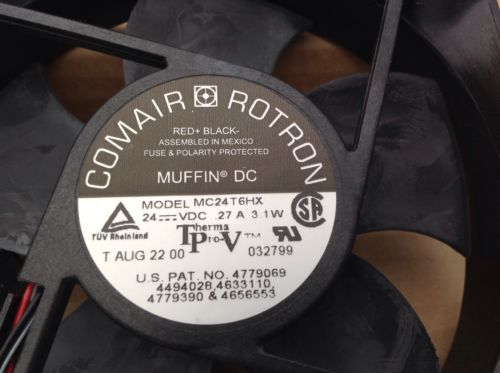 COMAIR ROTRON
RED+ BLACK-
ASSEMBLED IN MEXICO
FUSE & POLARITY PROTECTED
MUFFIN® DC
MODEL MC24T6HX
24 VDC .27 A 3.1W
TÜV Rheinland
Therma
Pro-V™
T AUG 22 00 032799
U.S. PAT. NO. 4779069
4494028,4633110,
4779390 & 4656553